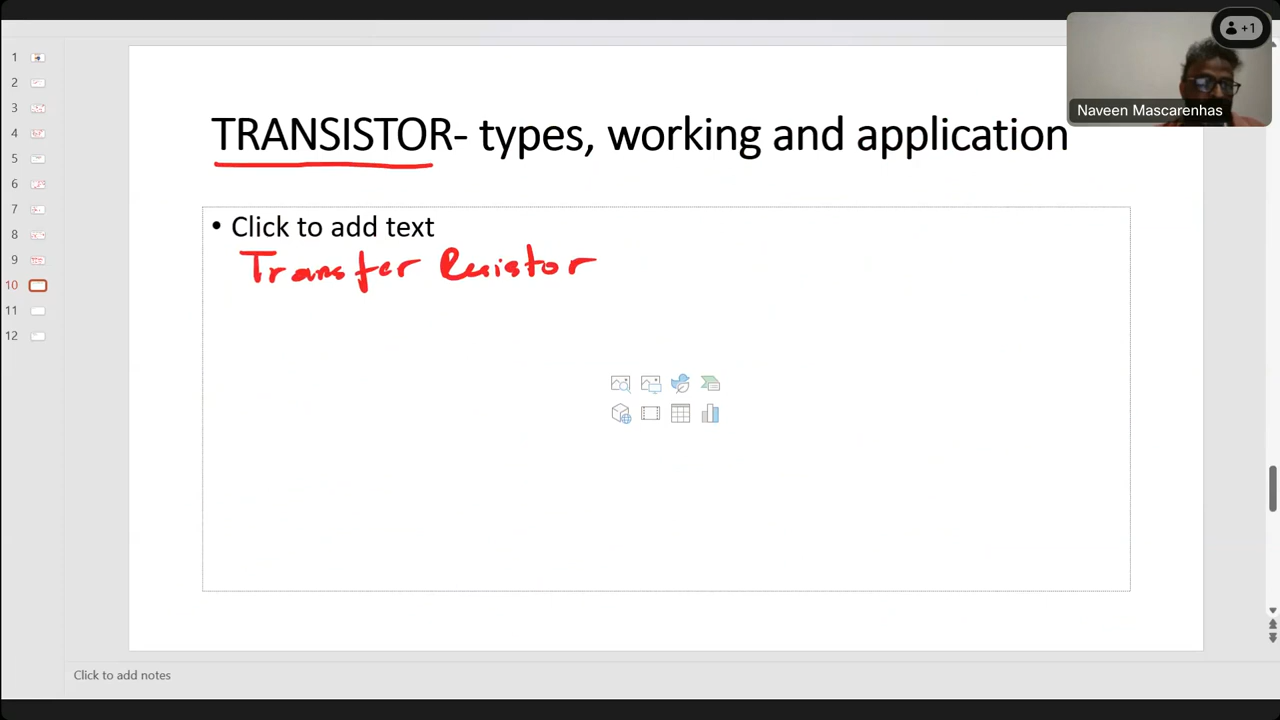 +1
Naveen Mascarenhas
1
2
3
4
5
6
7
8
9
10
11
12
TRANSISTOR- types, working and application
• Click to add text
Transfer Resistor
Click to add notes